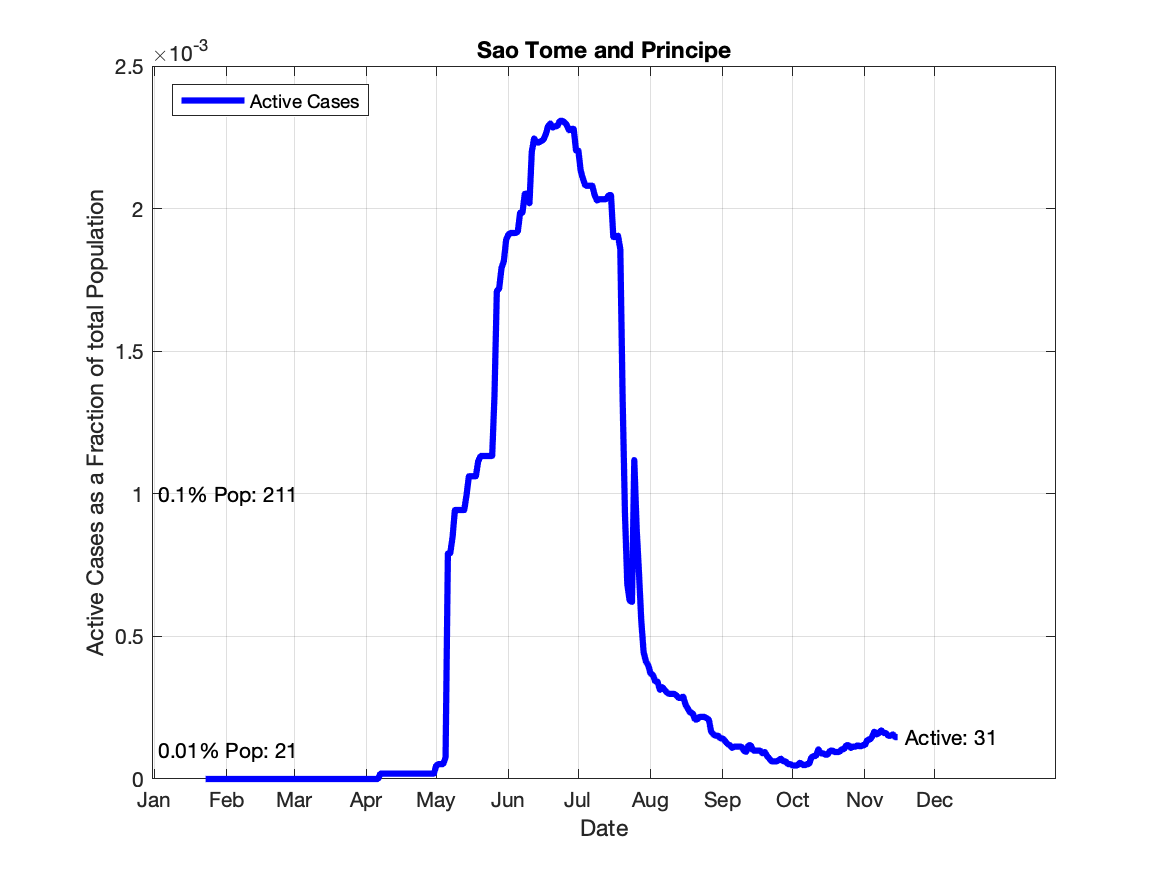 Sao Tome and Principe
×10-3
2.5
2
1.5
1
0.5
0
Active Cases as a Fraction of total Population
Active Cases
0.1% Pop: 211
0.01% Pop: 21
Active: 31
Jan Feb Mar Apr May Jun Jul Aug Sep Oct Nov Dec
Date